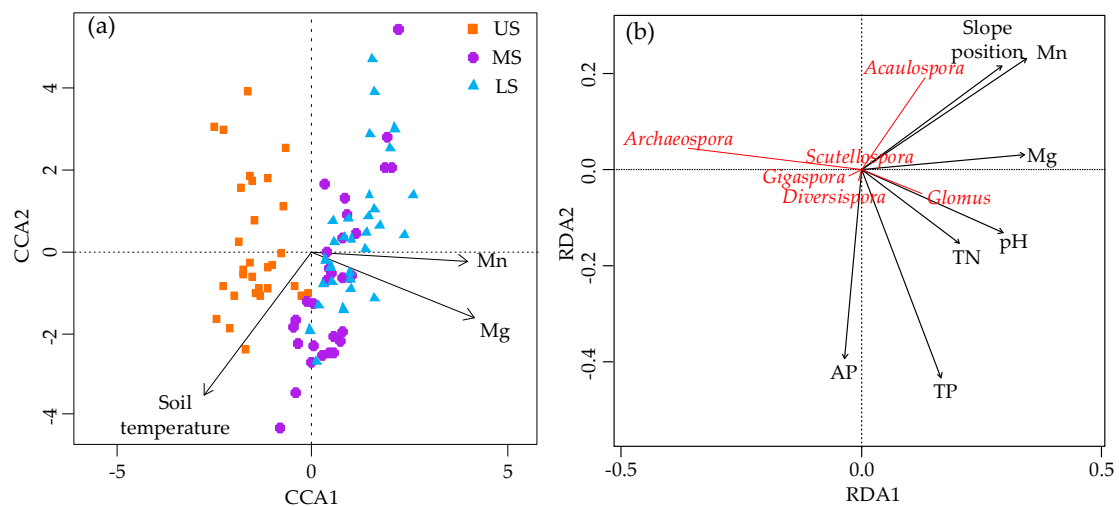 (a)
US
MS
LS
CCA2
4
2
0
-2
-4
Mn
Mg
Soil
temperature
-5
0
5
CCA1
(b)
Slope
position
Mn
Acaulospora
Archaeospora
Scutellospora
Mg
Gigaspora
Diversispora
Glomus
pH
TN
AP
TP
RDA2
0.2
0.0
-0.2
-0.4
-0.5
0.0
0.5
RDA1